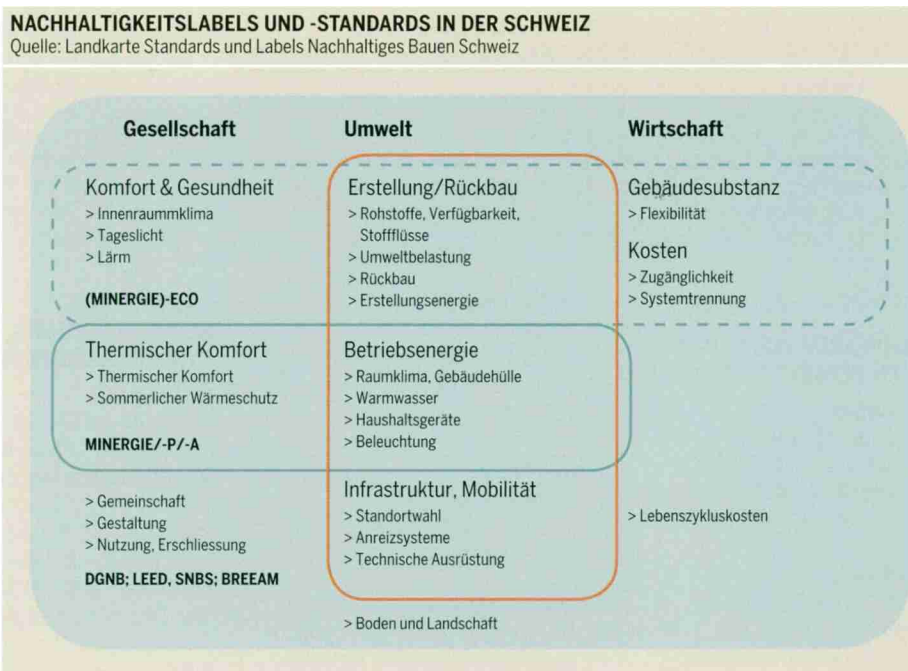 NACHHALTIGKEITSLABELS UND -STANDARDS IN DER SCHWEIZ
Quelle: Landkarte Standards und Labels Nachhaltiges Bauen Schweiz
Gesellschaft
Umwelt
Wirtschaft
Komfort & Gesundheit
> Innenraummklima
> Tageslicht
> Lärm
(MINERGIE)-ECO
Erstellung/Rückbau
> Rohstoffe, Verfügbarkeit,
Stoffflüsse
> Umweltbelastung
> Rückbau
> Erstellungsenergie
Gebäudesubstanz
> Flexibilität
Kosten
> Zugänglichkeit
> Systemtrennung
Thermischer Komfort
> Thermischer Komfort
> Sommerlicher Wärmeschutz
MINERGIE/-P/-A
Betriebsenergie
> Raumklima, Gebäudehülle
> Warmwasser
> Haushaltsgeräte
> Beleuchtung
> Gemeinschaft
> Gestaltung
> Nutzung, Erschliessung
DGNB; LEED, SNBS; BREEAM
Infrastruktur, Mobilität
> Standortwahl
> Anreizsysteme
> Technische Ausrüstung
> Lebenszykluskosten
> Boden und Landschaft